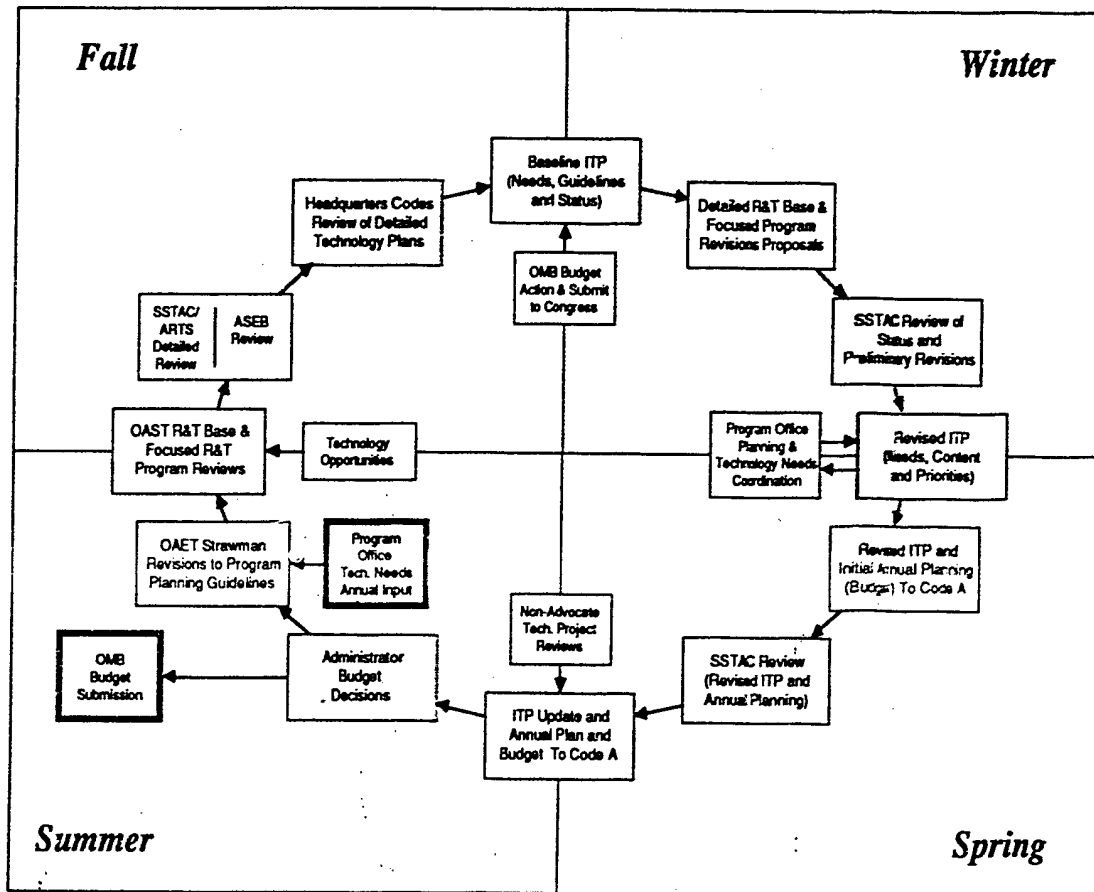 Fall
Winter
Baseline ITP
(Needs, Guidelines
and Status)
Headquarters Codes
Review of Detailed
Technology Plans
Detailed R&T Base &
Focused Program
Revisions Proposals
OMB Budget
Action & Submit
to Congress
SSTAC/
ARTS
Detailed
Review
ASEB
Review
SSTAC Review of
Status and
Preliminary Revisions
OAST R&T Base &
Focused R&T
Program Reviews
Technology
Opportunities
Program Office
Planning &
Technology Needs
Coordination
Revised ITP
(Needs, Content
and Priorities)
OAET Strawman
Revisions to Program
Planning Guidelines
Program
Office
Tech. Needs
Annual Input
Revised ITP and
Initial Annual Planning
(Budget) To Code A
Non-Advocate
Tech. Project
Reviews
OMB
Budget
Submission
Administrator
Budget
Decisions
SSTAC Review
(Revised ITP and
Annual Planning)
ITP Update and
Annual Plan and
Budget To Code A
Summer
Spring